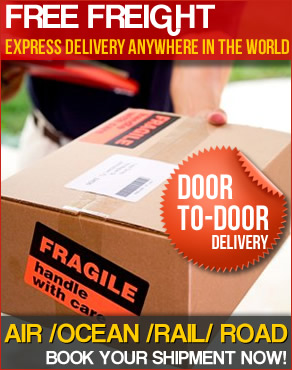 FREE FREIGHT
EXPRESS DELIVERY ANYWHERE IN THE WORLD
FRAGILE
DOOR
TO-DOOR
DELIVERY
FRAGILE
handle
with care
AIR /OCEAN /RAIL/ ROAD
BOOK YOUR SHIPMENT NOW!